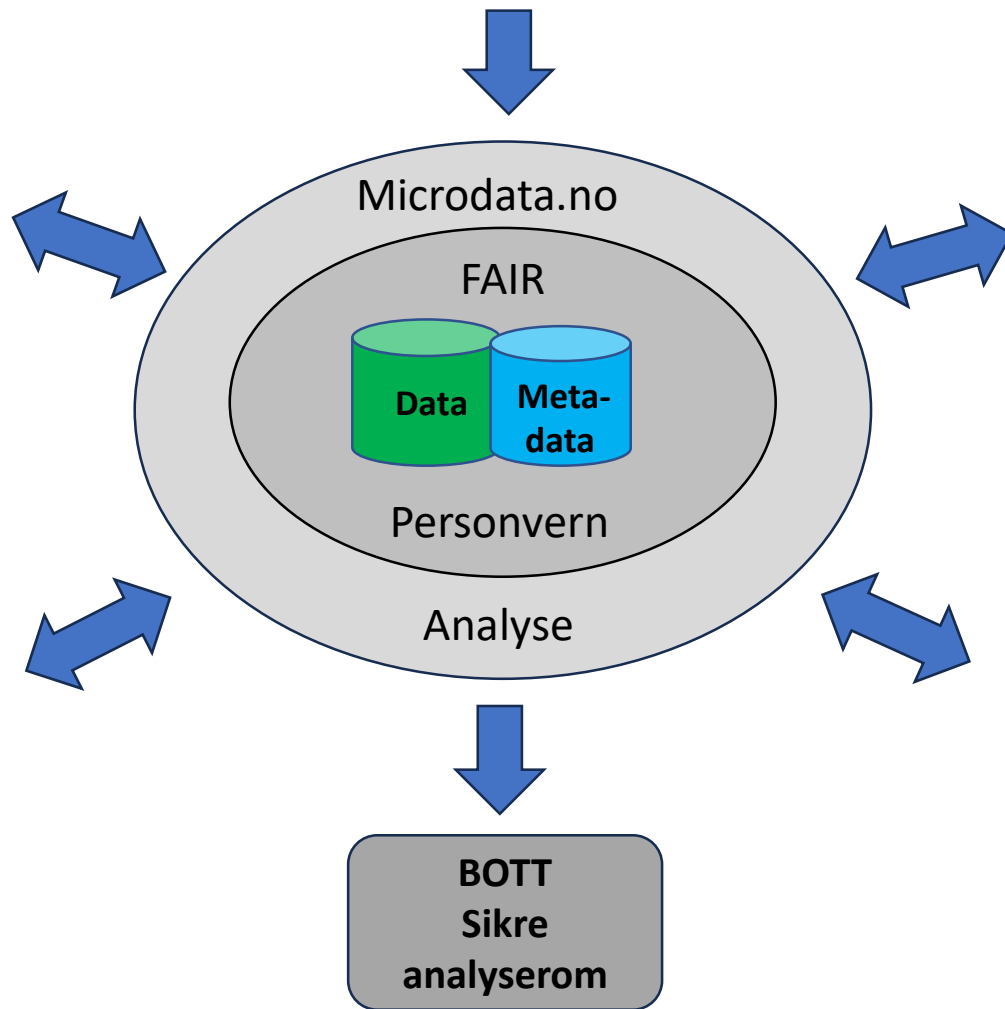 Microdata.no
FAIR
Data
Meta-
data
Personvern
Analyse
BOTT
Sikre
analyserom